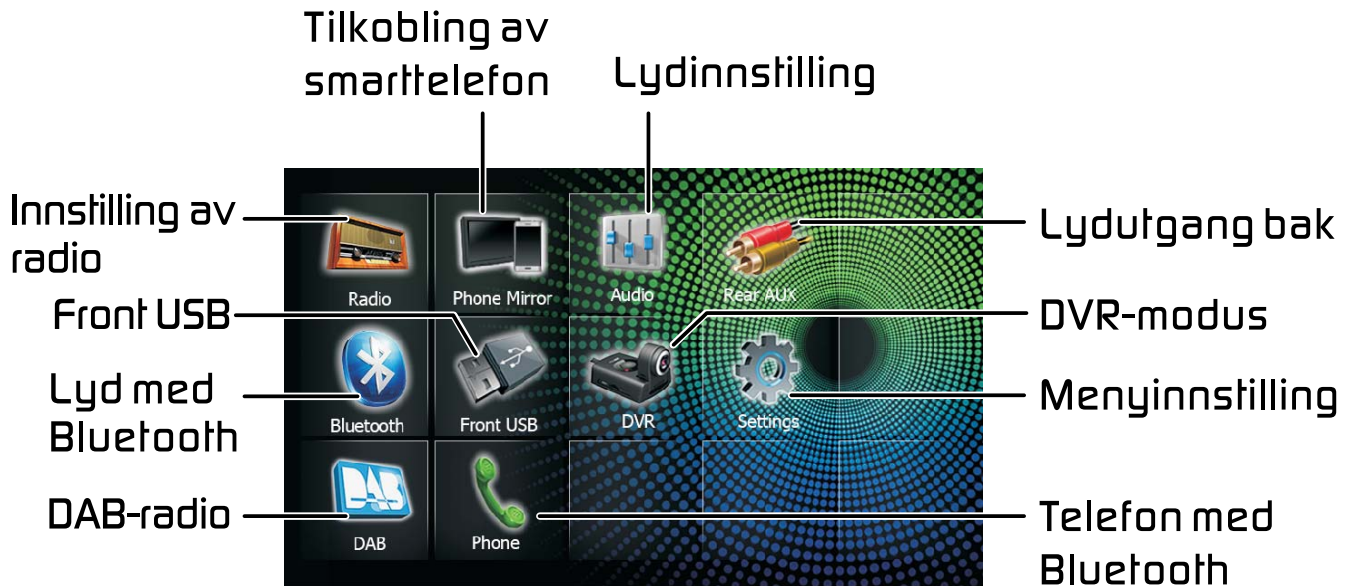 Tilkobling av
smarttelefon
Lydinnstilling
Innstilling av
radio
Lydutgang bak
Radio
Phone Mirror
Audio
Rear AUX
Front USB
DVR-modus
Lyd med
Bluetooth
Menyinnstilling
Bluetooth
Front USB
DVR
Settings
DAB
DAB-radio
Telefon med
Bluetooth
DAB
Phone